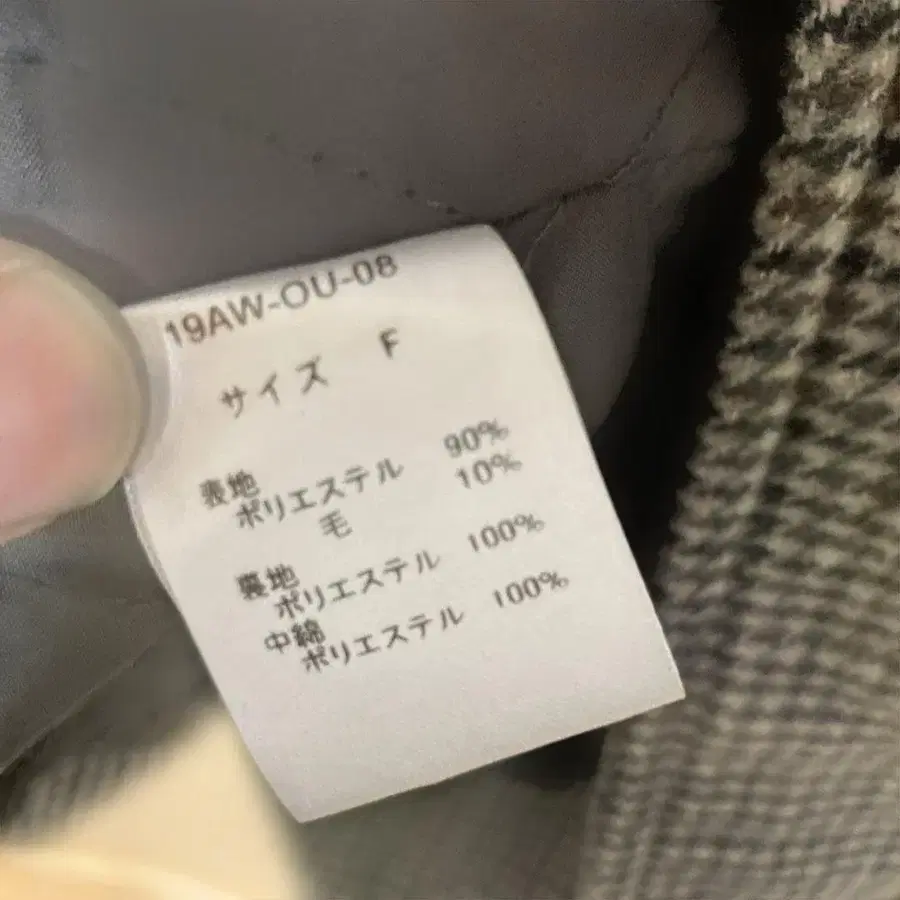 19AW-OU-08
サイズ F
表地
ポリエステル 90%
毛 10%
裏地
ポリエステル 100%
中綿
ポリエステル 100%